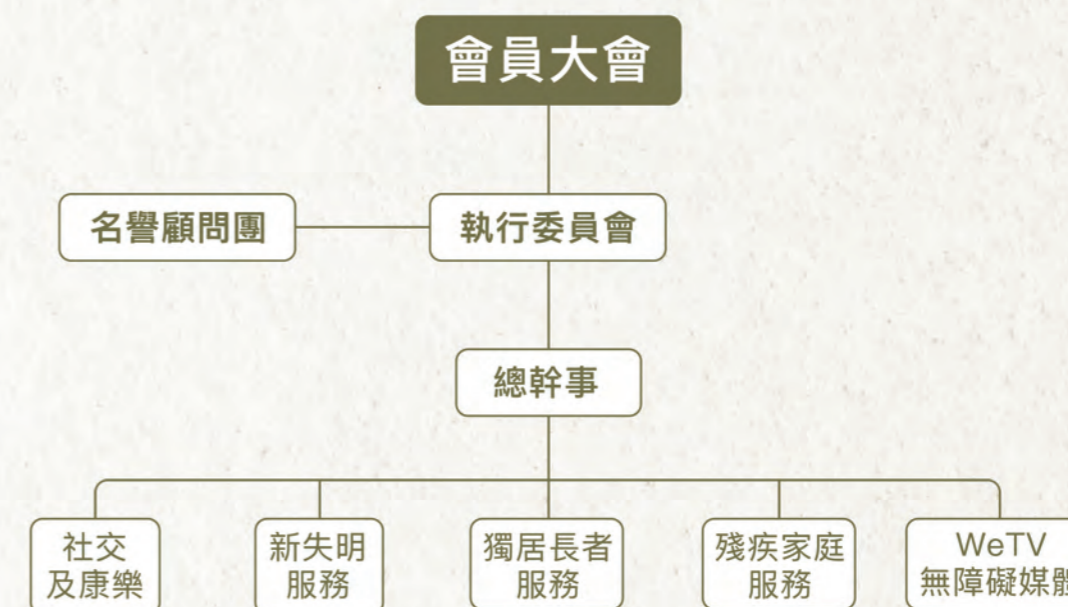 會員大會
名譽顧問團
執行委員會
總幹事
社交
及康樂
新失明
服務
獨居長者
服務
殘疾家庭
服務
WeTV
無障礙媒體